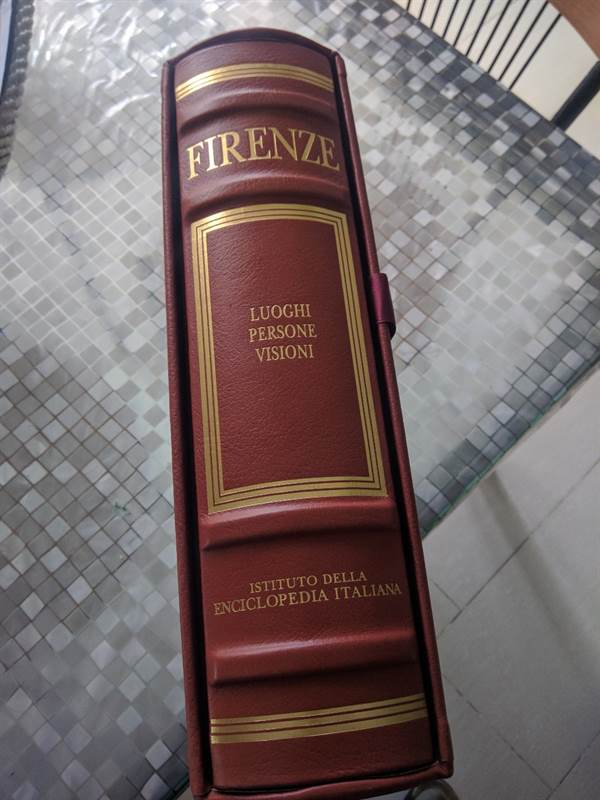 FIRENZE
LUOGHI
PERSONE
VISIONI
ISTITUTO DELLA
ENCICLOPEDIA ITALIANA